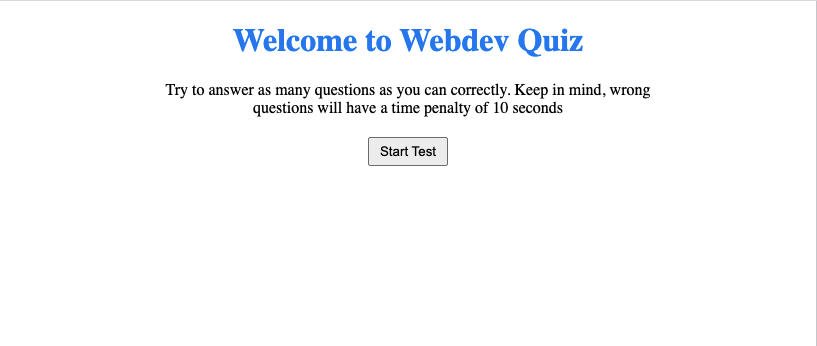 Welcome to Webdev Quiz
Try to answer as many questions as you can correctly. Keep in mind, wrong
questions will have a time penalty of 10 seconds
Start Test